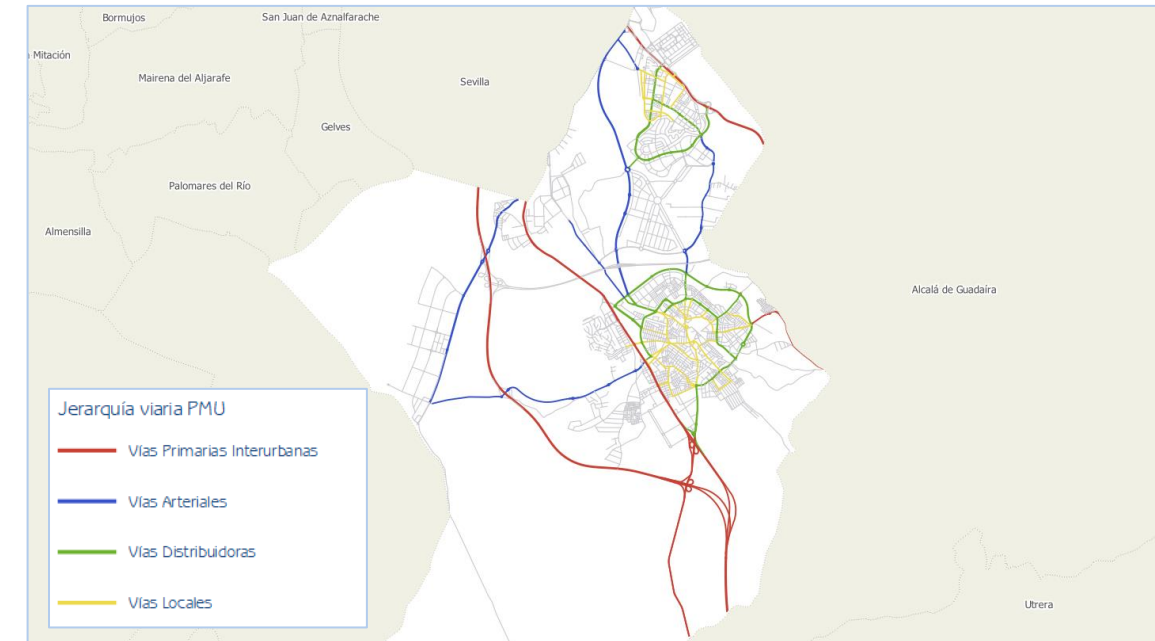 Bormujos
San Juan de Aznalfarache
Mitación
Mairena del Aljarafe
Sevilla
Gelves
Palomares del Río
Almensilla
Alcalá de Guadaíra
Utrera
Jerarquía viaria PMU
Vías Primarias Interurbanas
Vías Arteriales
Vías Distribuidoras
Vías Locales